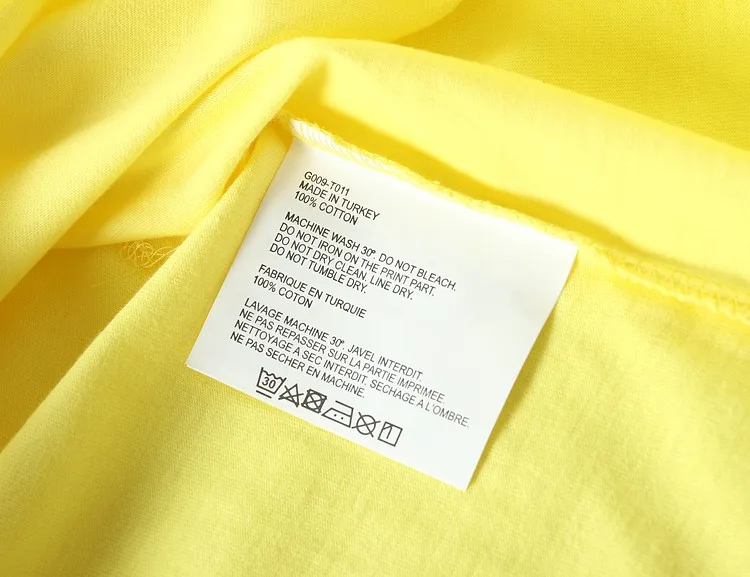 G009-T011
MADE IN TURKEY
100% COTTON
MACHINE WASH 30°. DO NOT BLEACH.
DO NOT IRON ON THE PRINT PART.
DO NOT DRY CLEAN. LINE DRY.
DO NOT TUMBLE DRY.
FABRIQUE EN TURQUIE
100% COTON
LAVAGE MACHINE 30°. JAVEL INTERDIT.
NE PAS REPASSER SUR LA PARTIE IMPRIMEE.
NETTOYAGE A SEC INTERDIT. SECHAGE A L'OMBRE.
NE PAS SECHER EN MACHINE.
30